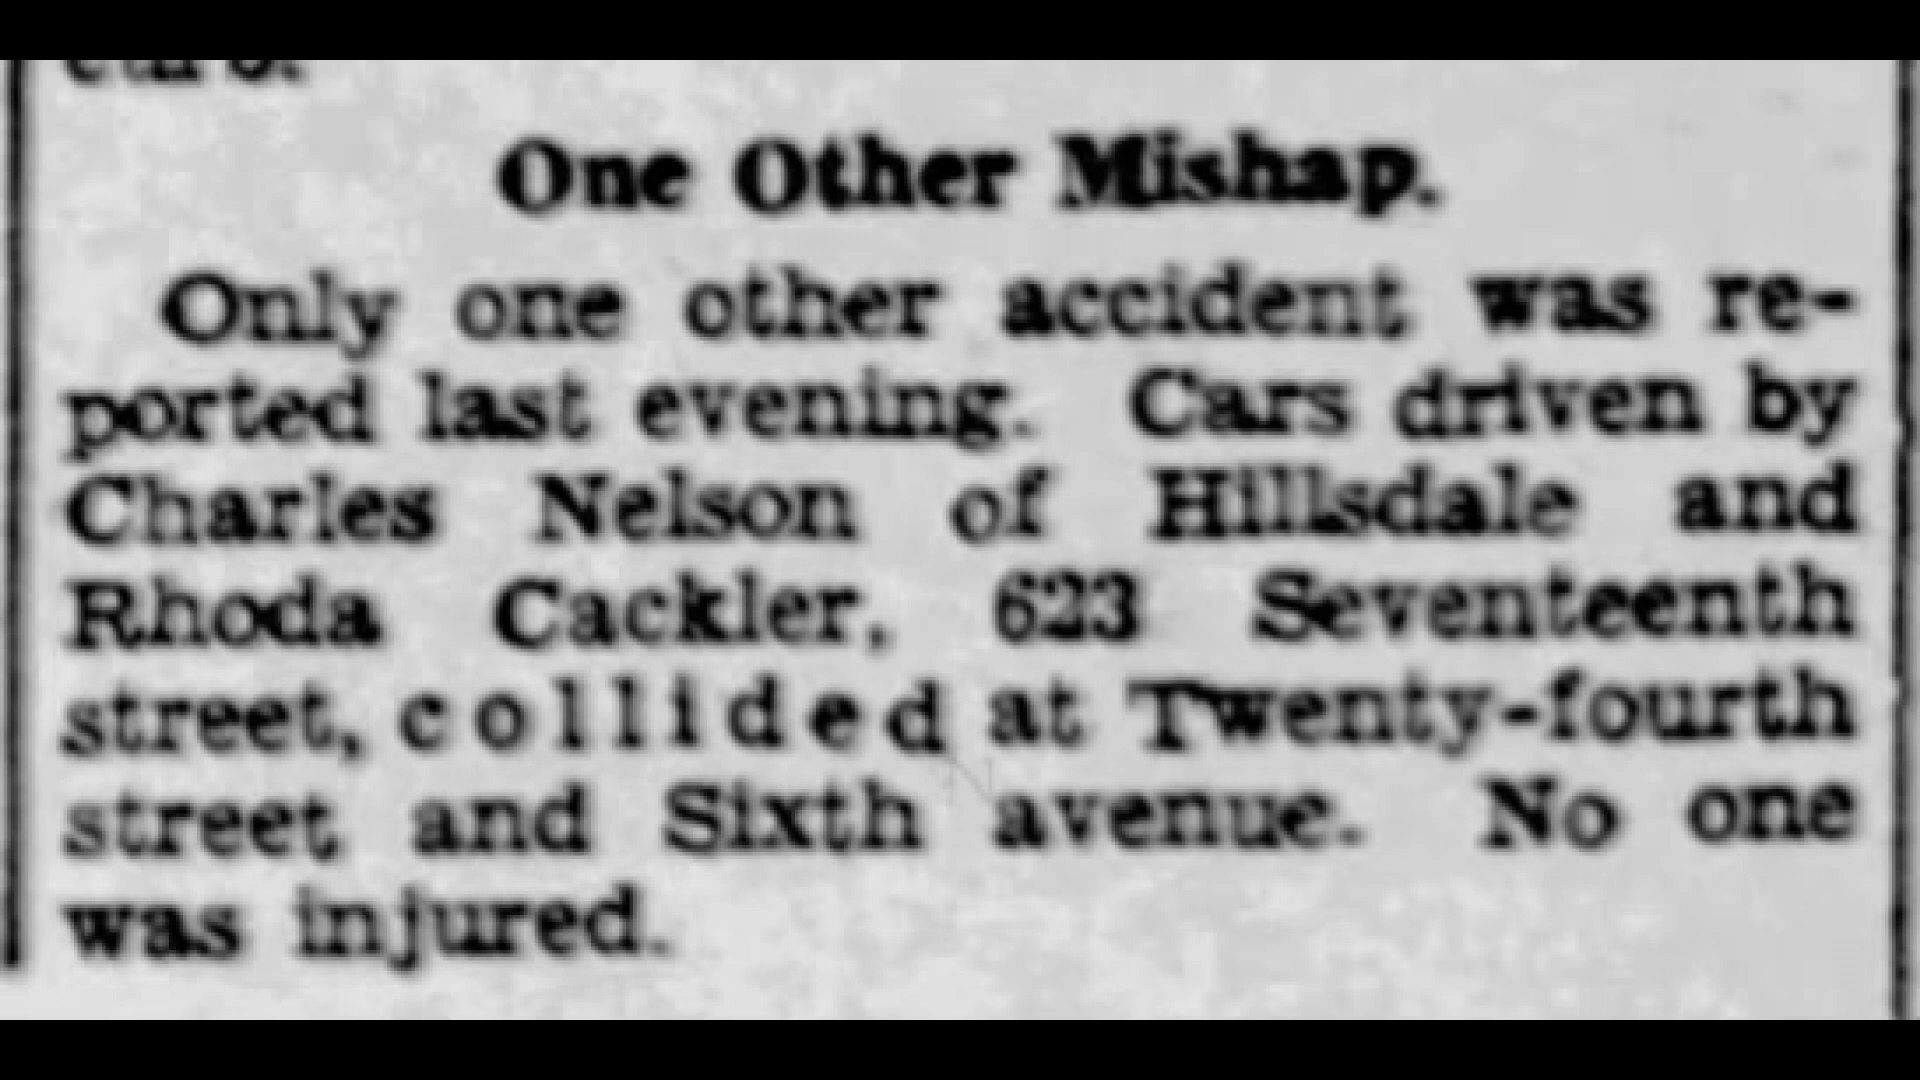 One Other Mishap.
Only one other accident was re-
ported last evening. Cars driven by
Charles Nelson of Hillsdale and
Rhoda Cackler, 623 Seventeenth
street, collided at Twenty-fourth
street and Sixth avenue. No one
was injured.